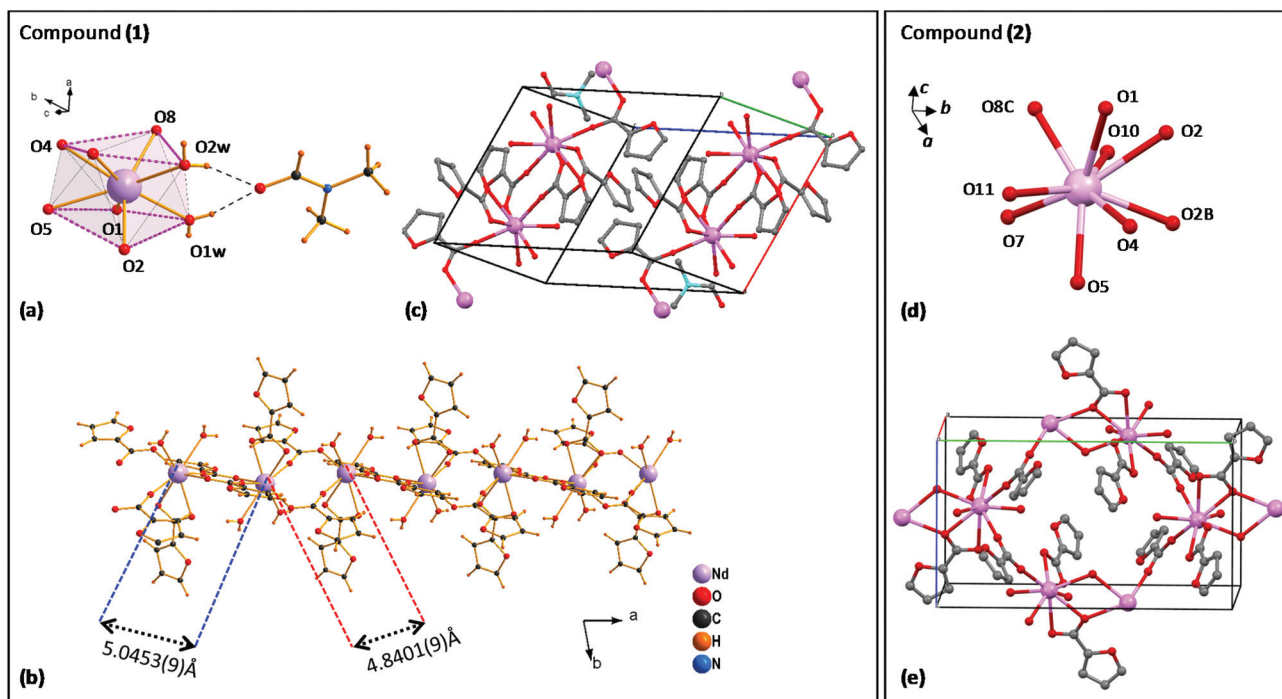 Compound (1)
a
b
c
O8
O4
O2w
O5
O1
O1w
O2
(a)
(c)
5.0453(9)Å
4.8401(9)Å
Nd
O
C
H
N
a
b
(b)
Compound (2)
c
b
a
O8C
O1
O2
O10
O11
O7
O4
O2B
O5
(d)
(e)